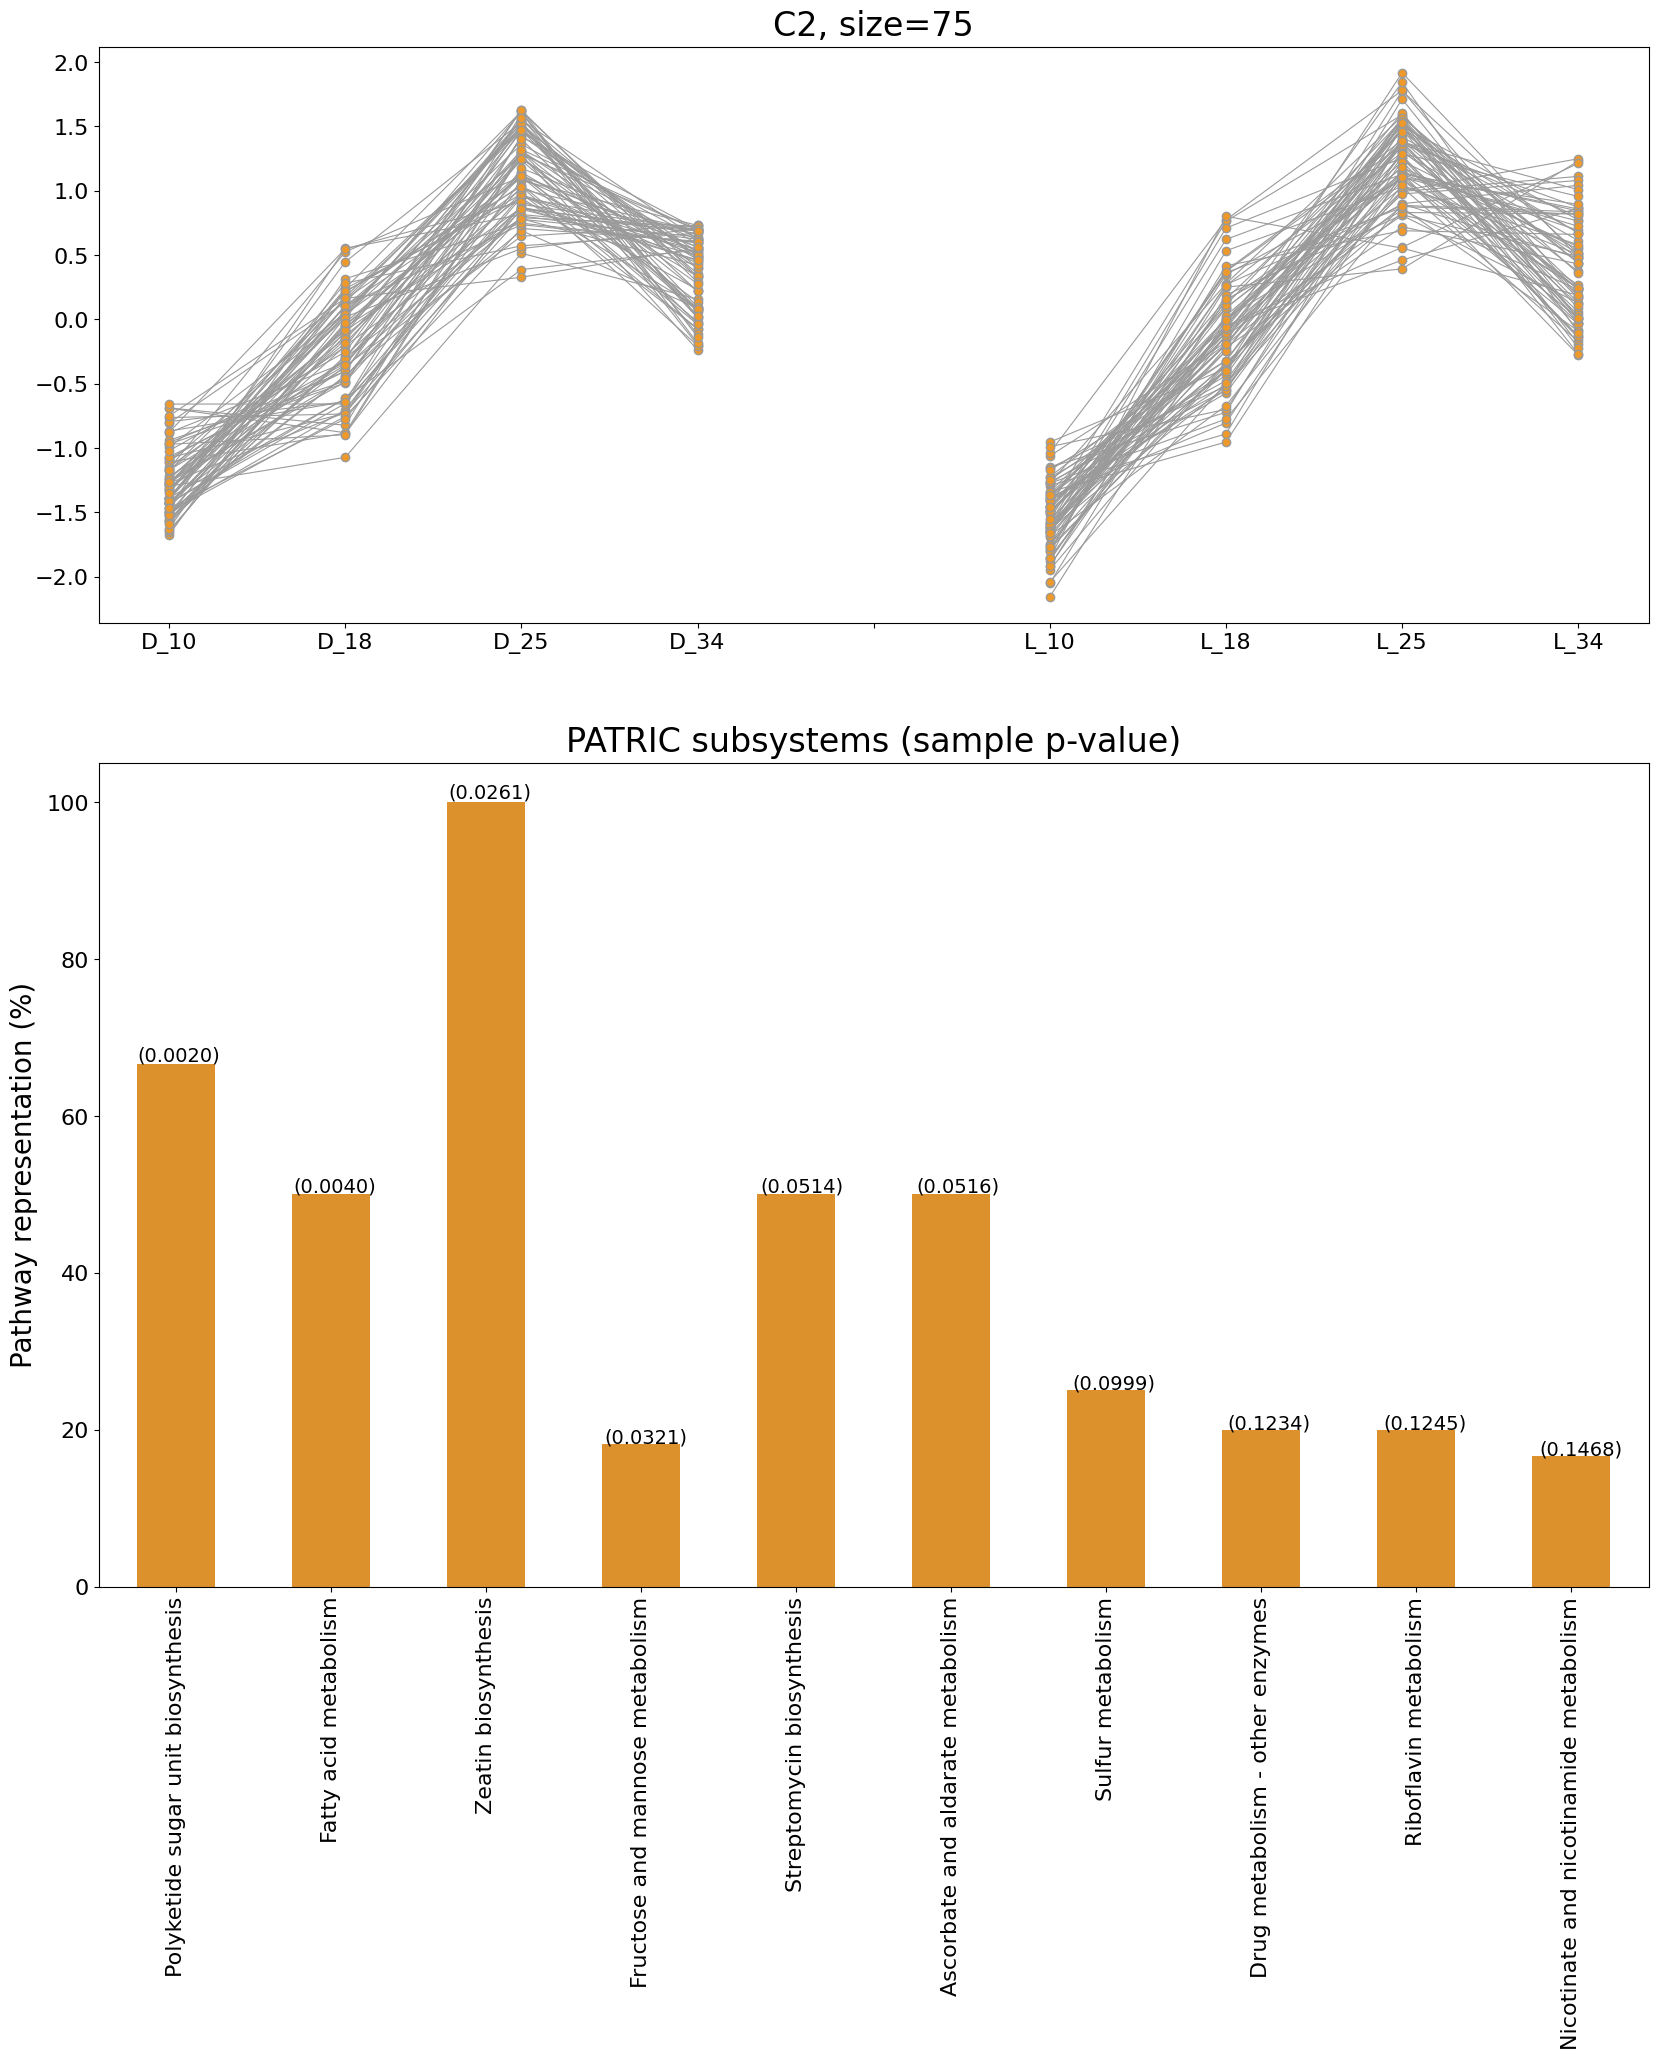 C2, size=75
2.0
1.5
1.0
0.5
0.0
−0.5
−1.0
−1.5
−2.0
D_10 D_18 D_25 D_34 L_10 L_18 L_25 L_34
PATRIC subsystems (sample p-value)
Pathway representation (%)
100
80
60
40
20
0
(0.0020) (0.0040) (0.0261) (0.0321) (0.0514) (0.0516) (0.0999) (0.1234) (0.1245) (0.1468)
Polyketide sugar unit biosynthesis
Fatty acid metabolism
Zeatin biosynthesis
Fructose and mannose metabolism
Streptomycin biosynthesis
Ascorbate and aldarate metabolism
Sulfur metabolism
Drug metabolism - other enzymes
Riboflavin metabolism
Nicotinate and nicotinamide metabolism